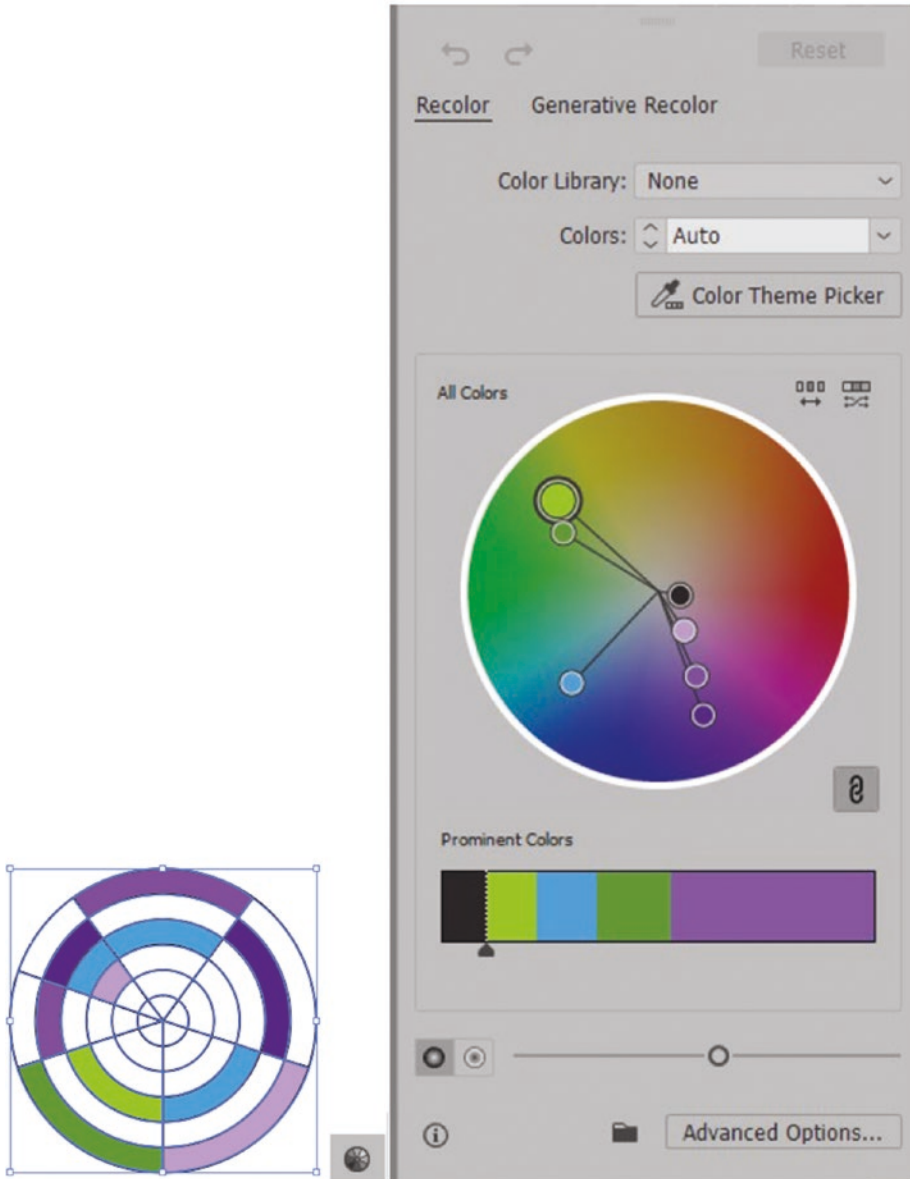 Reset
Recolor Generative Recolor
Color Library: None
Colors: Auto
Color Theme Picker
All Colors
Prominent Colors
Advanced Options...